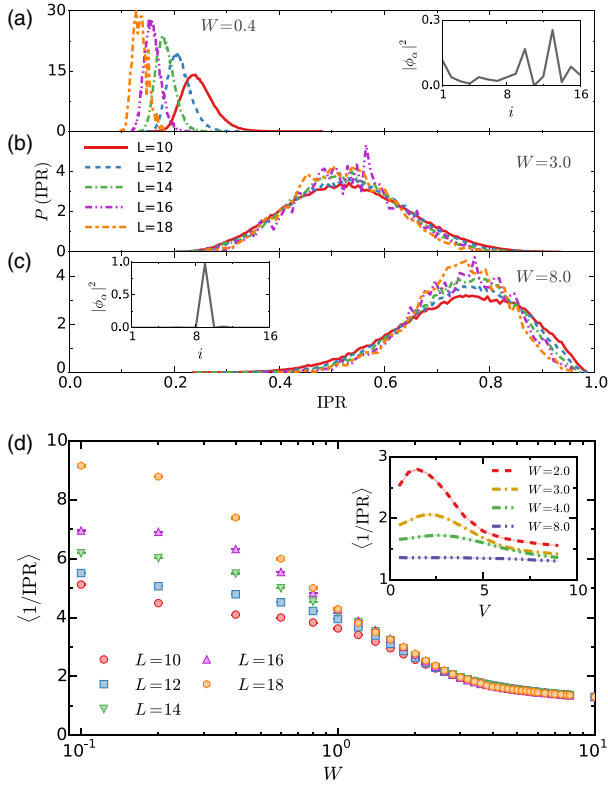 (a)
30
15
0
W=0.4
0.3
0.0
|ϕα|²
1
8
16
i
(b)
L=10
L=12
L=14
L=16
L=18
W=3.0
4
2
0
P (IPR)
(c)
1.0
0.5
0.0
|ϕα|²
1
8
16
i
W=8.0
4
2
0
0.0
0.2
0.4
0.6
0.8
1.0
IPR
(d)
10
8
6
4
2
0
⟨1/IPR⟩
L=10
L=12
L=14
L=16
L=18
10⁻¹
10⁰
10¹
W
3
2
1
⟨1/IPR⟩
W=2.0
W=3.0
W=4.0
W=8.0
0
5
10
V